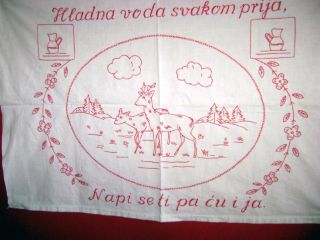 Hladna voda svakom prija,
Napi se ti pa ću i ja.